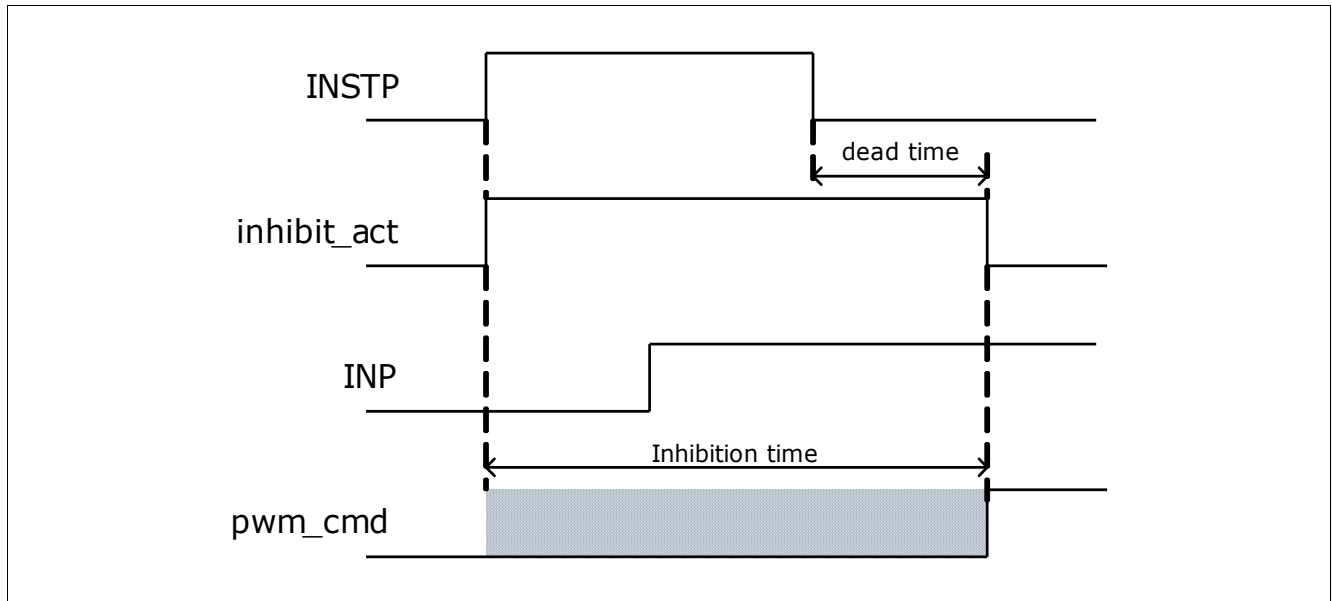 INSTP
dead time
inhibit_act
INP
Inhibition time
pwm_cmd